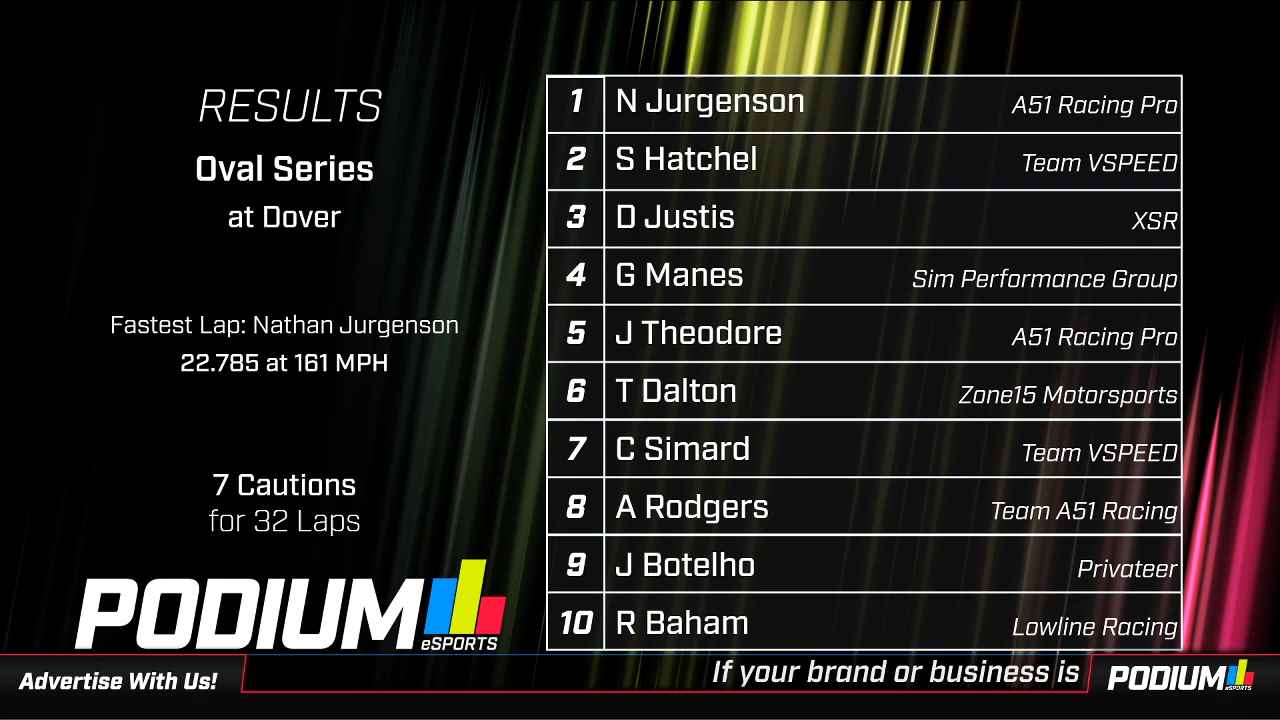 RESULTS
Oval Series
at Dover
Fastest Lap: Nathan Jurgenson
22.785 at 161 MPH
7 Cautions
for 32 Laps
PODIUM
eSPORTS
1 N Jurgenson A51 Racing Pro
2 S Hatchel Team VSPEED
3 D Justis XSR
4 G Manes Sim Performance Group
5 J Theodore A51 Racing Pro
6 T Dalton Zone15 Motorsports
7 C Simard Team VSPEED
8 A Rodgers Team A51 Racing
9 J Botelho Privateer
10 R Baham Lowline Racing
Advertise With Us!
If your brand or business is
PODIUM
eSPORTS